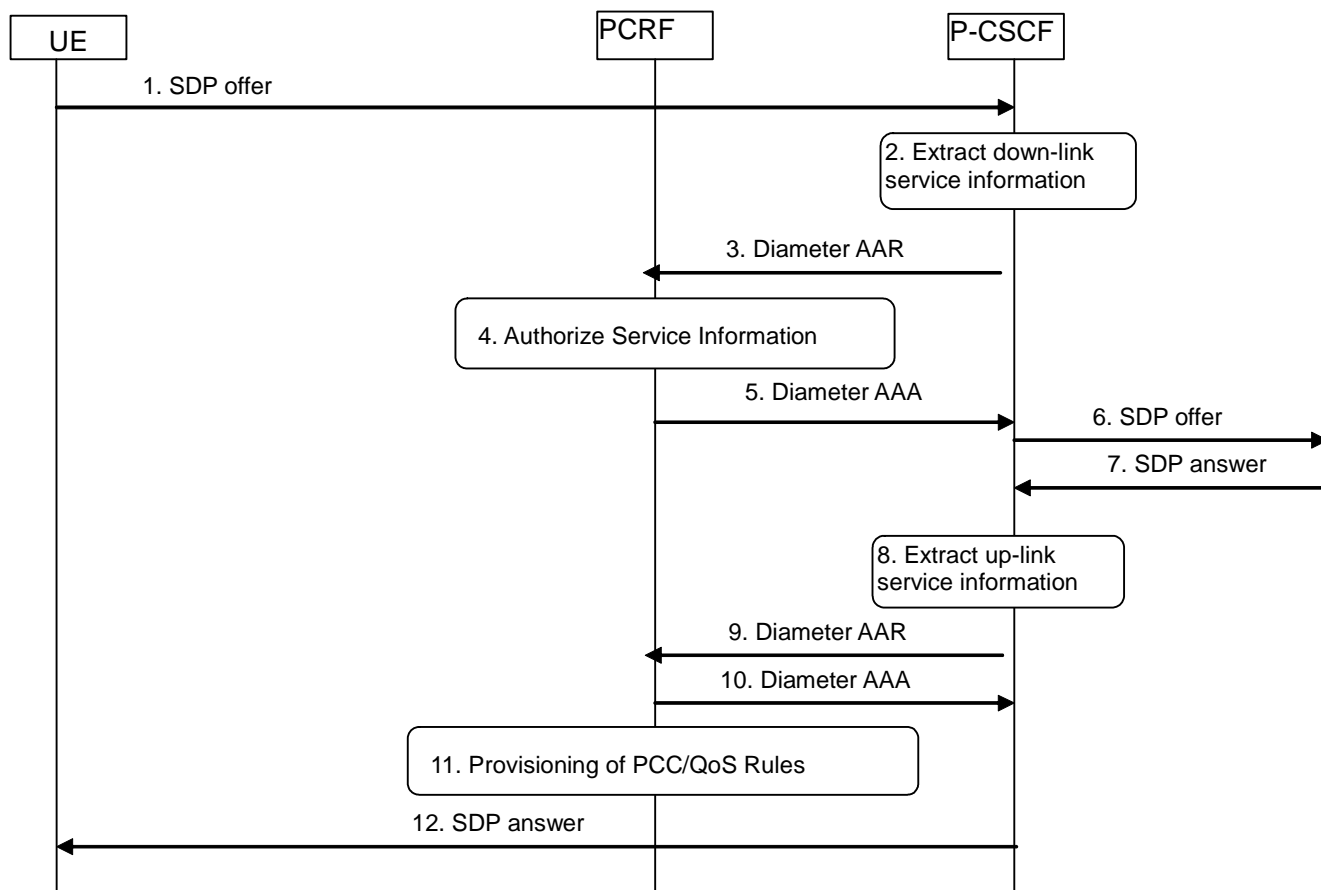 UE
PCRF
P-CSCF
1. SDP offer
2. Extract down-link
service information
3. Diameter AAR
4. Authorize Service Information
5. Diameter AAA
6. SDP offer
7. SDP answer
8. Extract up-link
service information
9. Diameter AAR
10. Diameter AAA
11. Provisioning of PCC/QoS Rules
12. SDP answer